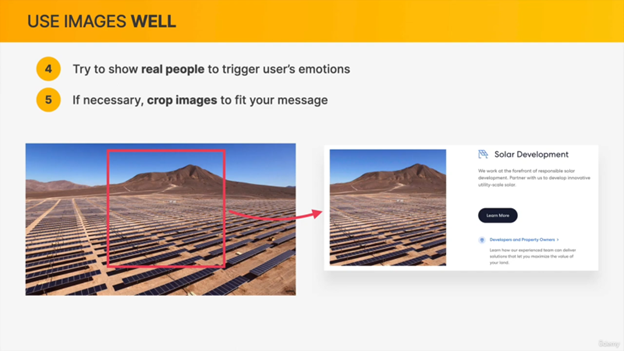 USE IMAGES WELL
4 Try to show real people to trigger user's emotions
5 If necessary, crop images to fit your message
Solar Development
We work at the forefront of responsible solar
development. Partner with us to develop innovative
utility-scale solar.
Learn More
Developers and Property Owners ›
Learn how our experienced team can deliver
solutions that let you maximize the value of
your land.
Udemy